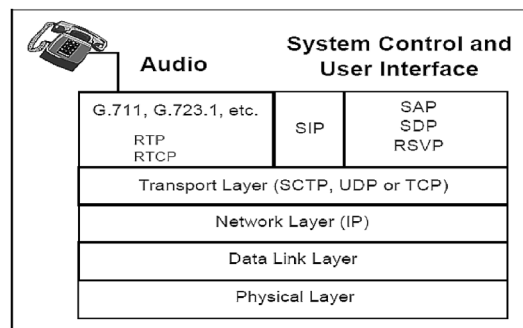 Audio
System Control and
User Interface
G.711, G.723.1, etc.
RTP
RTCP
SIP
SAP
SDP
RSVP
Transport Layer (SCTP, UDP or TCP)
Network Layer (IP)
Data Link Layer
Physical Layer